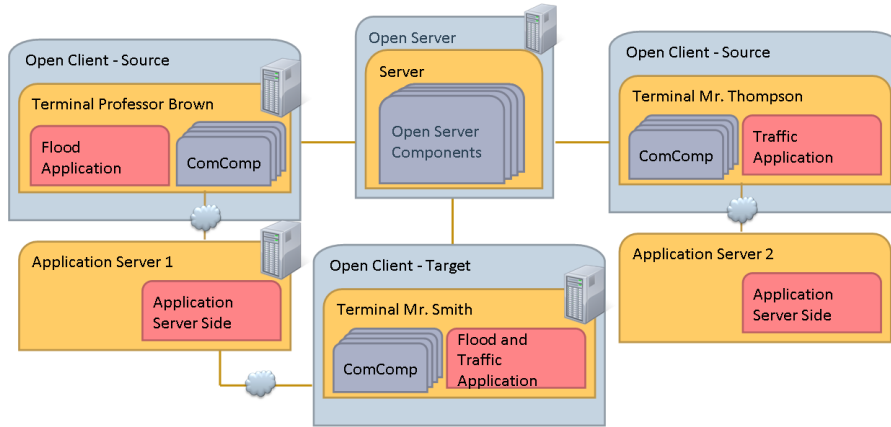 Open Client - Source
Terminal Professor Brown
Flood
Application
ComComp
Open Server
Server
Open Server
Components
Open Client - Source
Terminal Mr. Thompson
ComComp
Traffic
Application
Application Server 1
Application
Server Side
Open Client - Target
Terminal Mr. Smith
ComComp
Flood and
Traffic
Application
Application Server 2
Application
Server Side